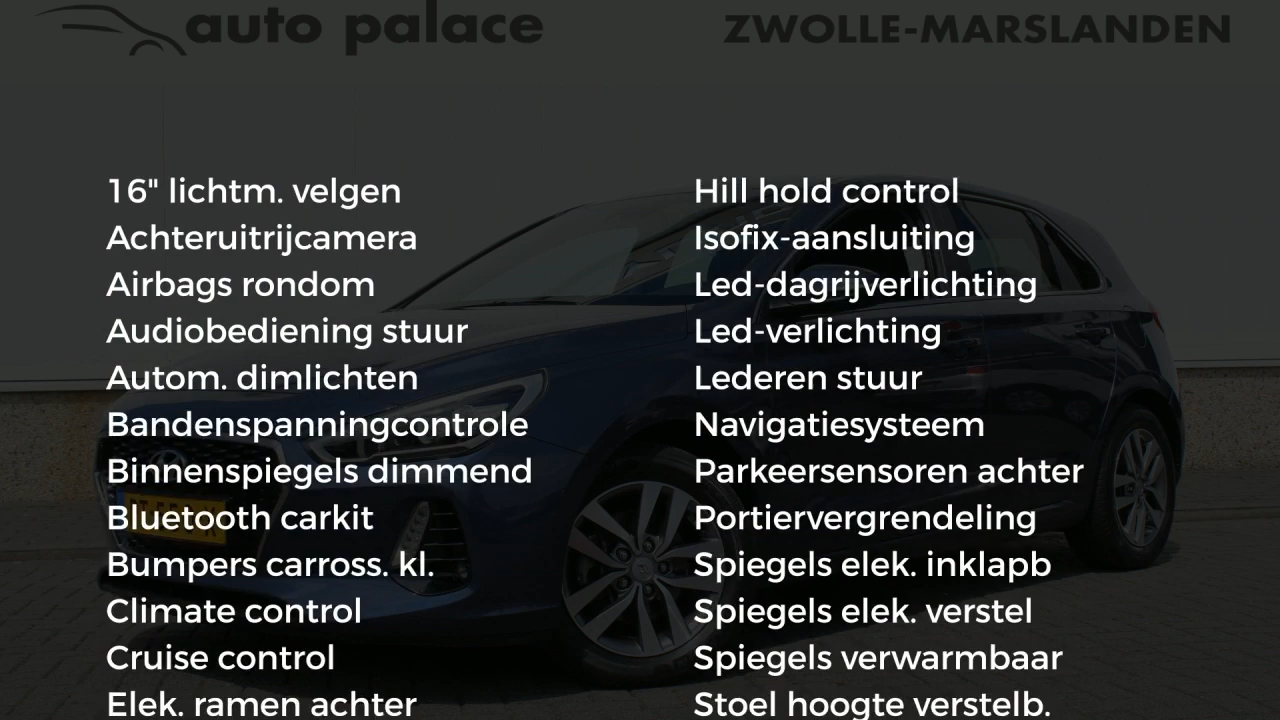 auto palace
ZWOLLE-MARSLANDEN
16" lichtm. velgen
Achteruitrijcamera
Airbags rondom
Audiobediening stuur
Autom. dimlichten
Bandenspanningcontrole
Binnenspiegels dimmend
Bluetooth carkit
Bumpers carross. kl.
Climate control
Cruise control
Elek. ramen achter
Hill hold control
Isofix-aansluiting
Led-dagrijverlichting
Led-verlichting
Lederen stuur
Navigatiesysteem
Parkeersensoren achter
Portiervergrendeling
Spiegels elek. inklapb
Spiegels elek. verstel
Spiegels verwarmbaar
Stoel hoogte verstelb.